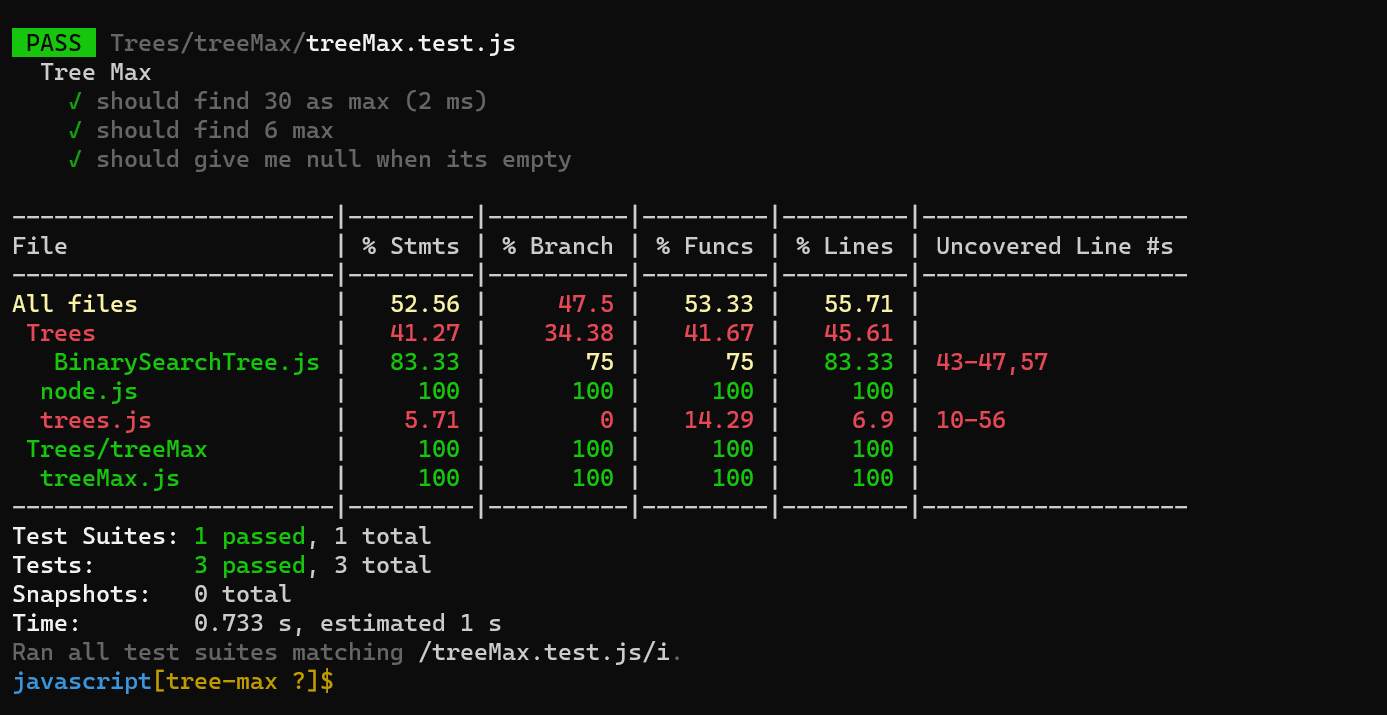 PASS Trees/treeMax/treeMax.test.js
  Tree Max
    √ should find 30 as max (2 ms)
    √ should find 6 max
    √ should give me null when its empty

-----------------------|---------|----------|---------|---------|-------------------
File                   | % Stmts | % Branch | % Funcs | % Lines | Uncovered Line #s
-----------------------|---------|----------|---------|---------|-------------------
All files              |   52.56 |     47.5 |   53.33 |   55.71 |
 Trees                 |   41.27 |    34.38 |   41.67 |   45.61 |
   BinarySearchTree.js |   83.33 |       75 |      75 |   83.33 | 43-47,57
  node.js              |     100 |      100 |     100 |     100 |
  trees.js             |    5.71 |        0 |   14.29 |     6.9 | 10-56
 Trees/treeMax         |     100 |      100 |     100 |     100 |
  treeMax.js           |     100 |      100 |     100 |     100 |
-----------------------|---------|----------|---------|---------|-------------------
Test Suites: 1 passed, 1 total
Tests:       3 passed, 3 total
Snapshots:   0 total
Time:        0.733 s, estimated 1 s
Ran all test suites matching /treeMax.test.js/i.
javascript[tree-max ?]$